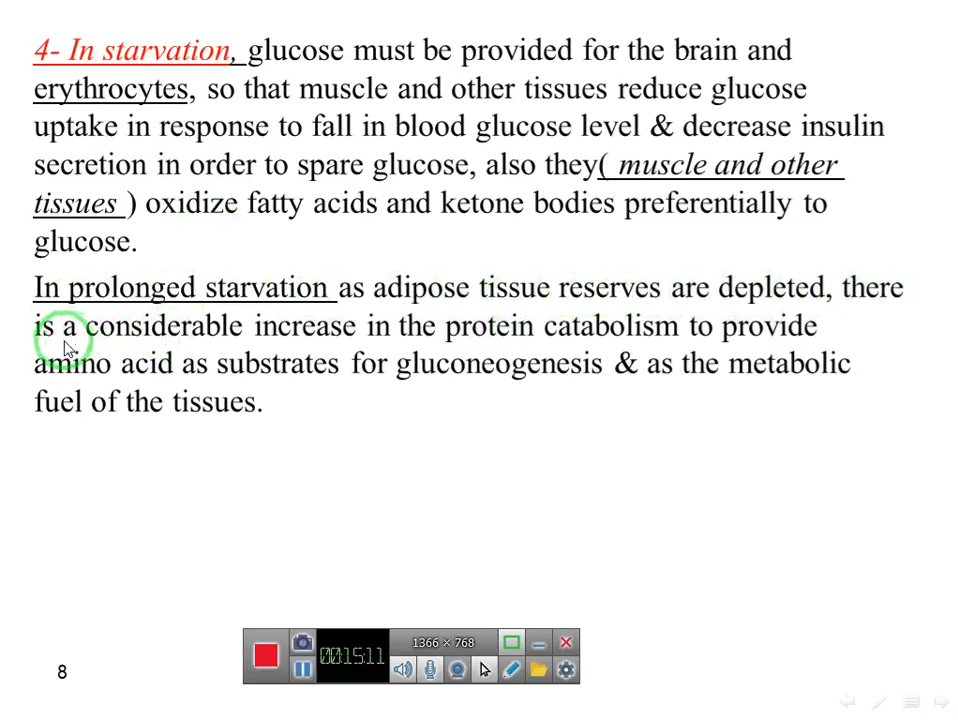 4- In starvation, glucose must be provided for the brain and
erythrocytes, so that muscle and other tissues reduce glucose
uptake in response to fall in blood glucose level & decrease insulin
secretion in order to spare glucose, also they( muscle and other
tissues ) oxidize fatty acids and ketone bodies preferentially to
glucose.
In prolonged starvation as adipose tissue reserves are depleted, there
is a considerable increase in the protein catabolism to provide
amino acid as substrates for gluconeogenesis & as the metabolic
fuel of the tissues.
1366 × 768
00:15:11
8